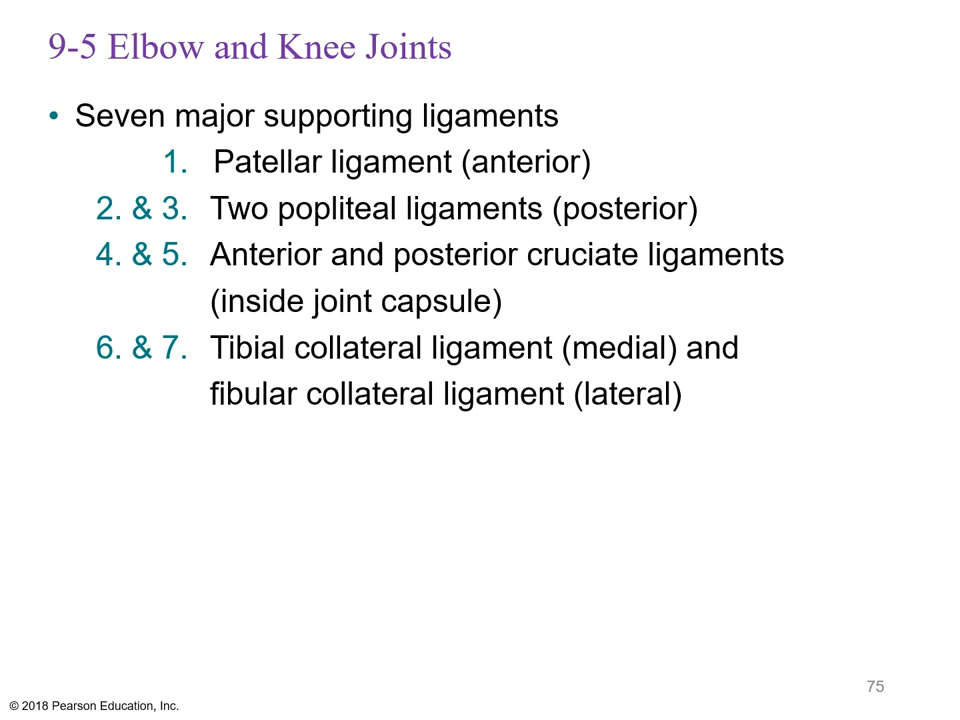 9-5 Elbow and Knee Joints
• Seven major supporting ligaments
1. Patellar ligament (anterior)
2. & 3. Two popliteal ligaments (posterior)
4. & 5. Anterior and posterior cruciate ligaments
(inside joint capsule)
6. & 7. Tibial collateral ligament (medial) and
fibular collateral ligament (lateral)
75
© 2018 Pearson Education, Inc.